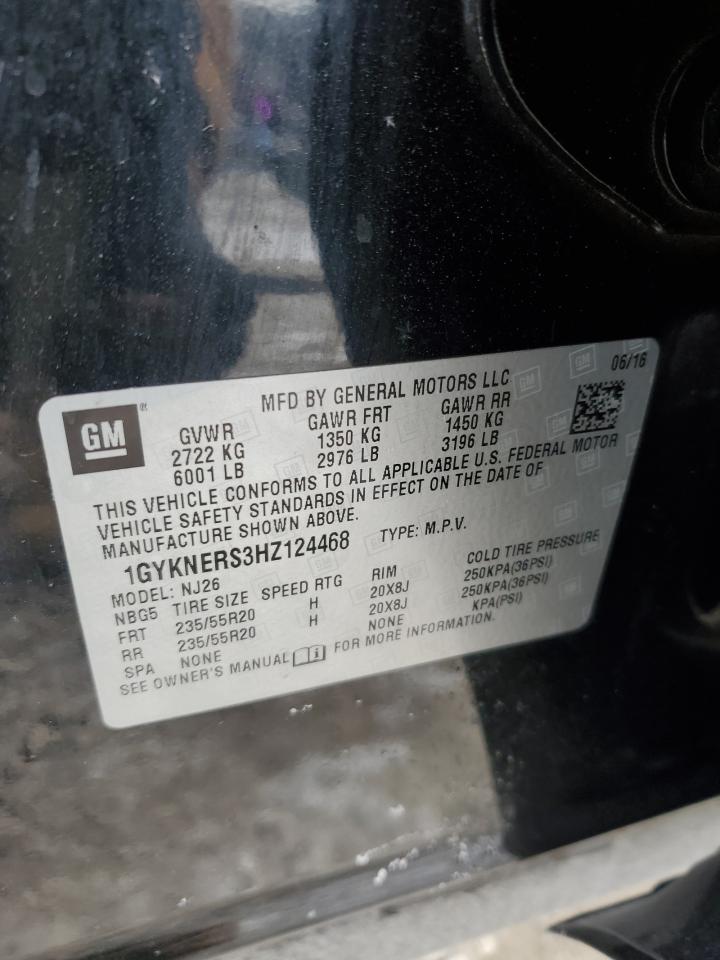 06/16
MFD BY GENERAL MOTORS LLC
GM ®
GVWR GAWR FRT GAWR RR
2722 KG 1350 KG 1450 KG
6001 LB 2976 LB 3196 LB
THIS VEHICLE CONFORMS TO ALL APPLICABLE U.S. FEDERAL MOTOR
VEHICLE SAFETY STANDARDS IN EFFECT ON THE DATE OF
MANUFACTURE SHOWN ABOVE.
1GYKNERS3HZ124468 TYPE: M.P.V.
MODEL: NJ26
NBG5 TIRE SIZE SPEED RTG RIM COLD TIRE PRESSURE
FRT 235/55R20 H 20X8J 250KPA(36PSI)
RR 235/55R20 H 20X8J 250KPA(36PSI)
SPA NONE NONE KPA(PSI)
SEE OWNER'S MANUAL FOR MORE INFORMATION.